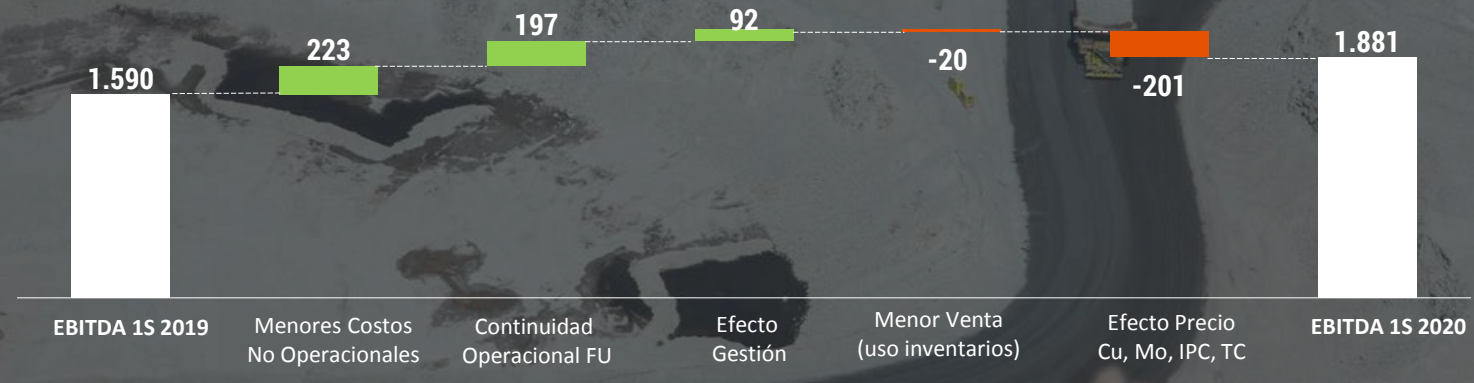 1.590
223
197
92
-20
-201
1.881
EBITDA 1S 2019
Menores Costos
No Operacionales
Continuidad
Operacional FU
Efecto
Gestión
Menor Venta
(uso inventarios)
Efecto Precio
Cu, Mo, IPC, TC
EBITDA 1S 2020